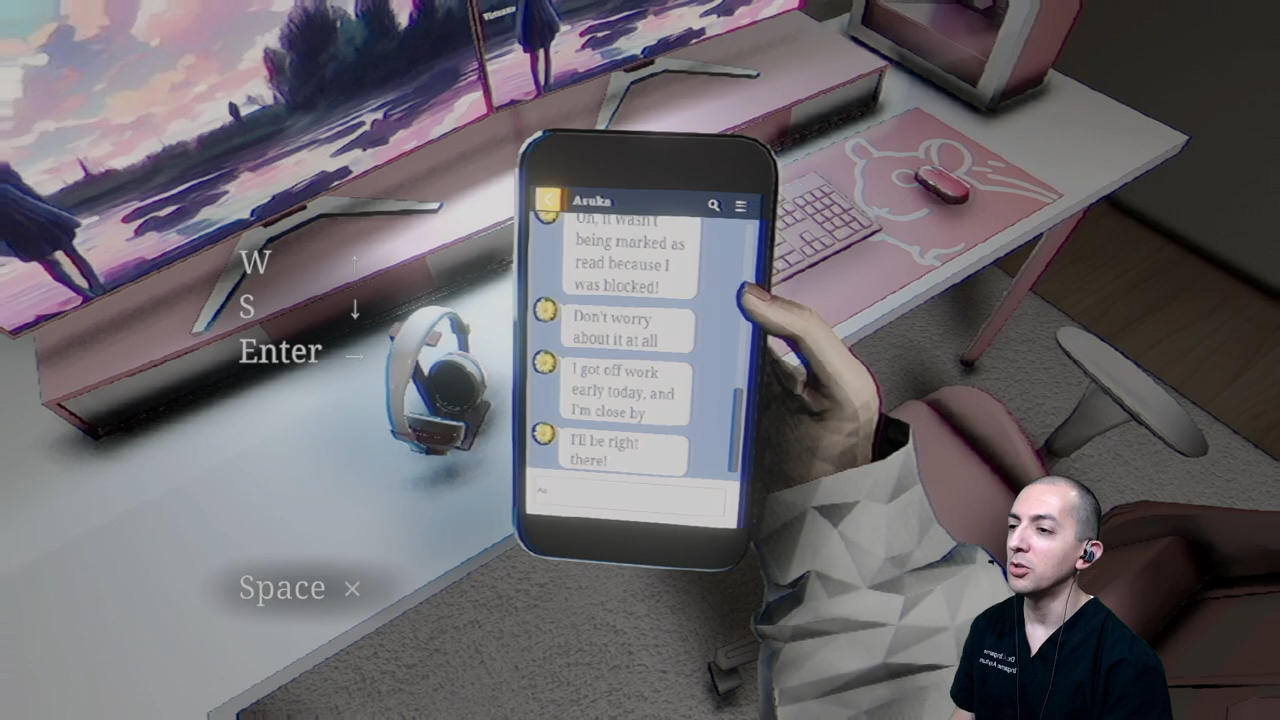 Asuka
Oh, it wasn't
being marked as
read because I
was blocked!
Don't worry
about it at all
I got off work
early today, and
I'm close by
I'll be right
there!
Aa
W ↑
S ↓
Enter →
Space ×